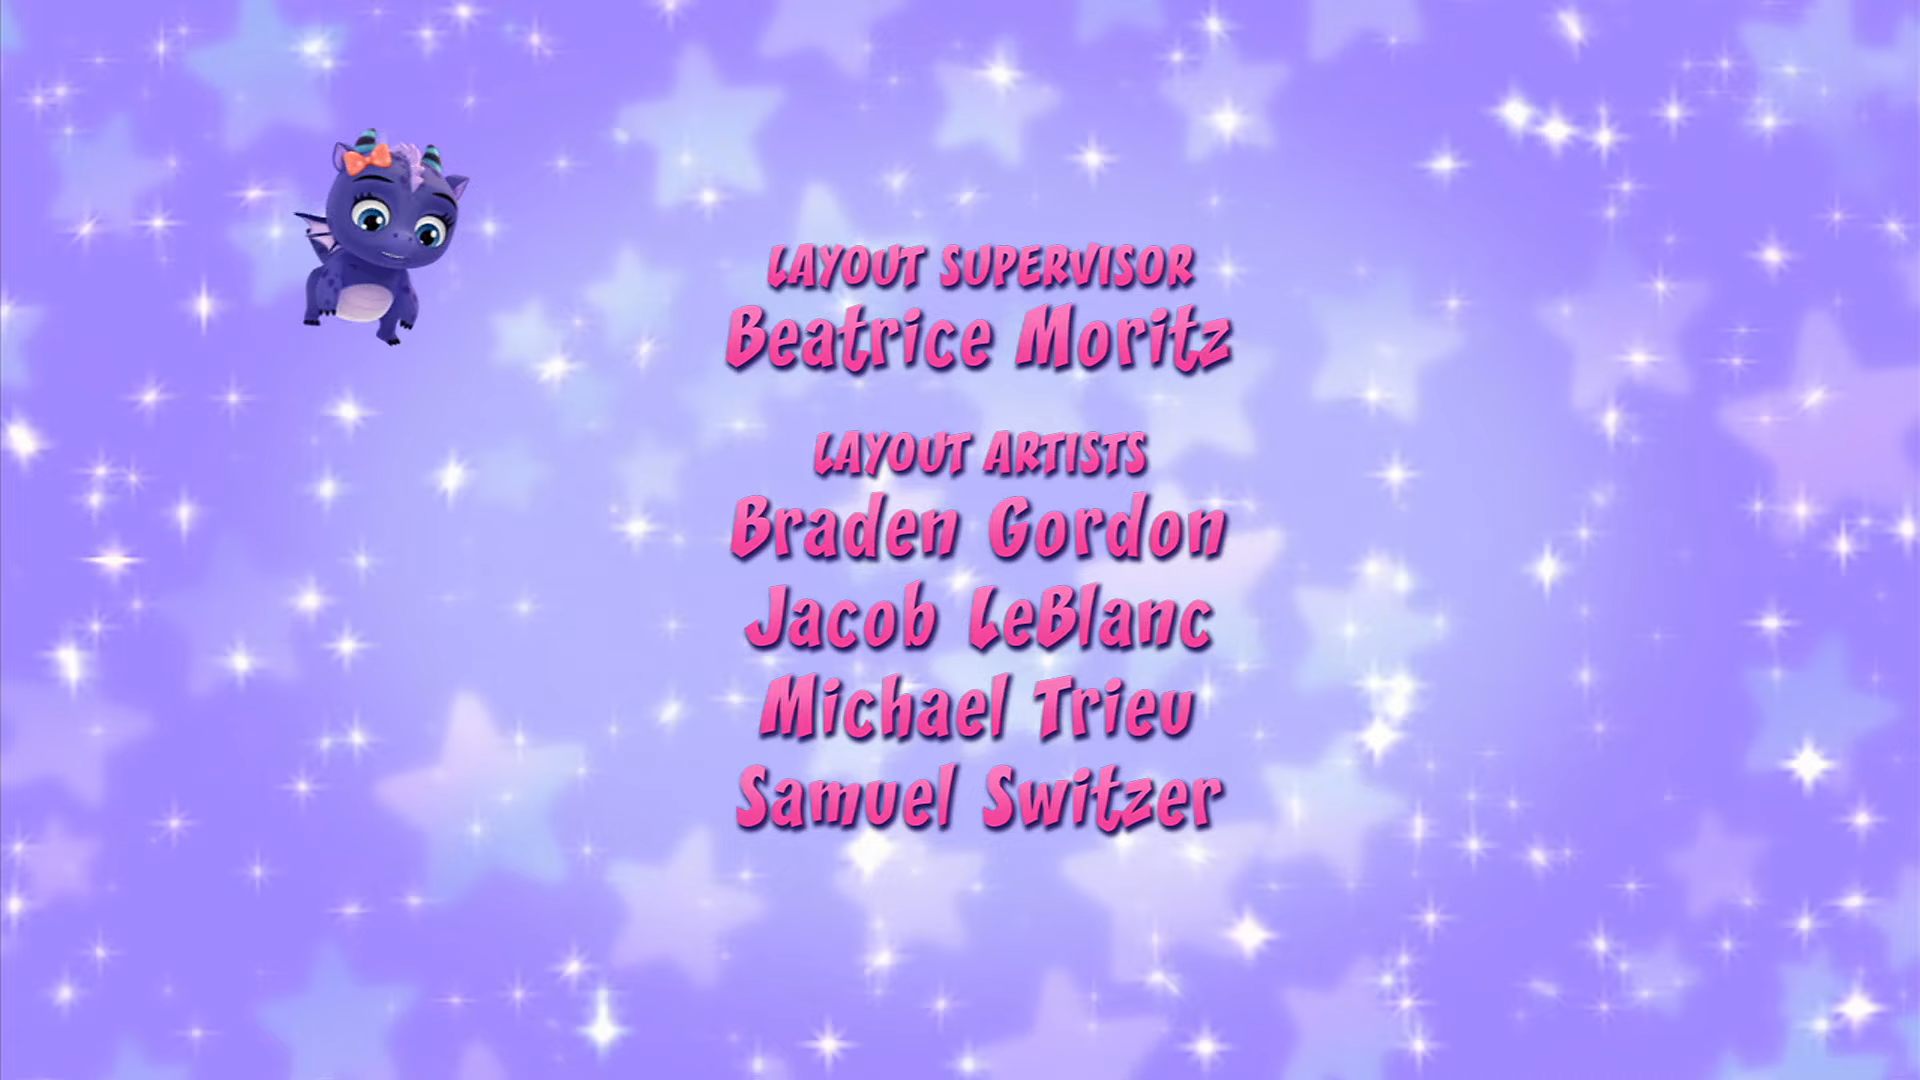 LAYOUT SUPERVISOR
Beatrice Moritz
LAYOUT ARTISTS
Braden Gordon
Jacob LeBlanc
Michael Trieu
Samuel Switzer